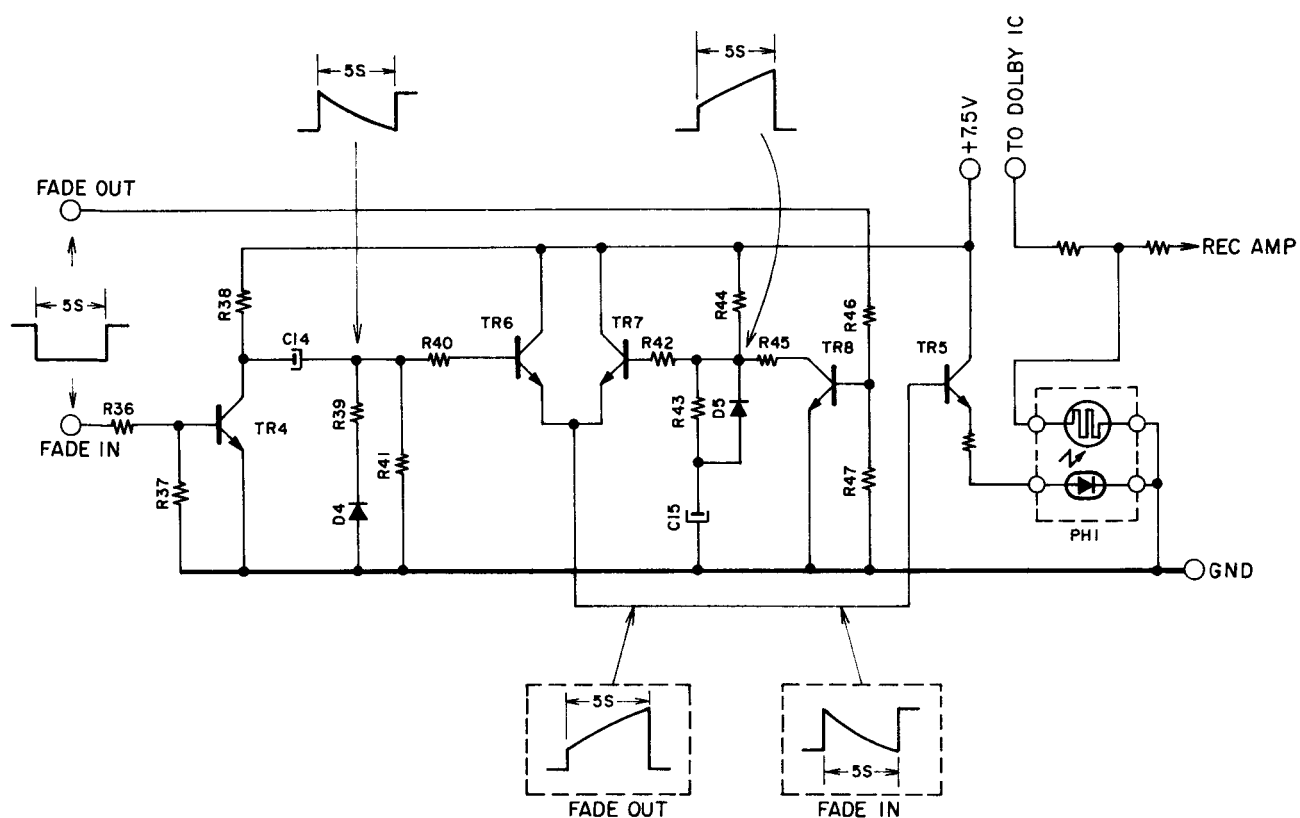 5S
5S
+7.5V
TO DOLBY IC
FADE OUT
REC AMP
5S
R38
C14
R40
TR6
TR7
R42
R44
R45
TR8
R46
TR5
R36
FADE IN
TR4
R39
R41
R43
D5
R37
D4
C15
R47
PH1
GND
5S
5S
FADE OUT
FADE IN